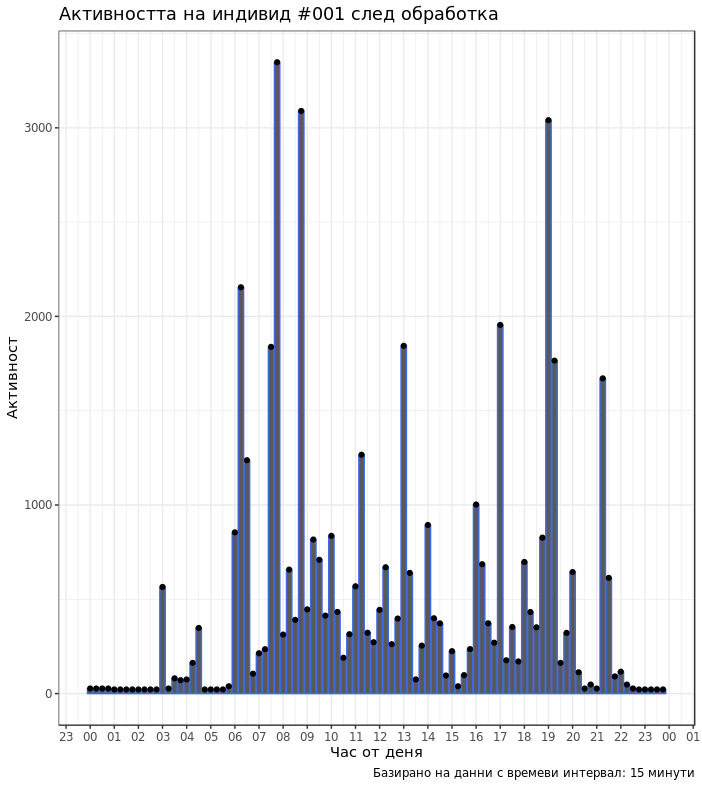 Активността на индивид #001 след обработка
Активност
3000
2000
1000
0
23 00 01 02 03 04 05 06 07 08 09 10 11 12 13 14 15 16 17 18 19 20 21 22 23 00 01
Час от деня
Базирано на данни с времеви интервал: 15 минути